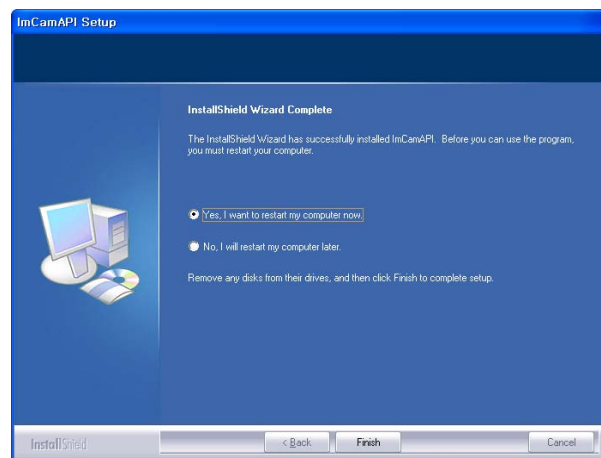 ImCamAPI Setup
InstallShield Wizard Complete
The InstallShield Wizard has successfully installed ImCamAPI. Before you can use the program,
you must restart your computer.
Yes, I want to restart my computer now.
No, I will restart my computer later.
Remove any disks from their drives, and then click Finish to complete setup.
InstallShield
< Back
Finish
Cancel